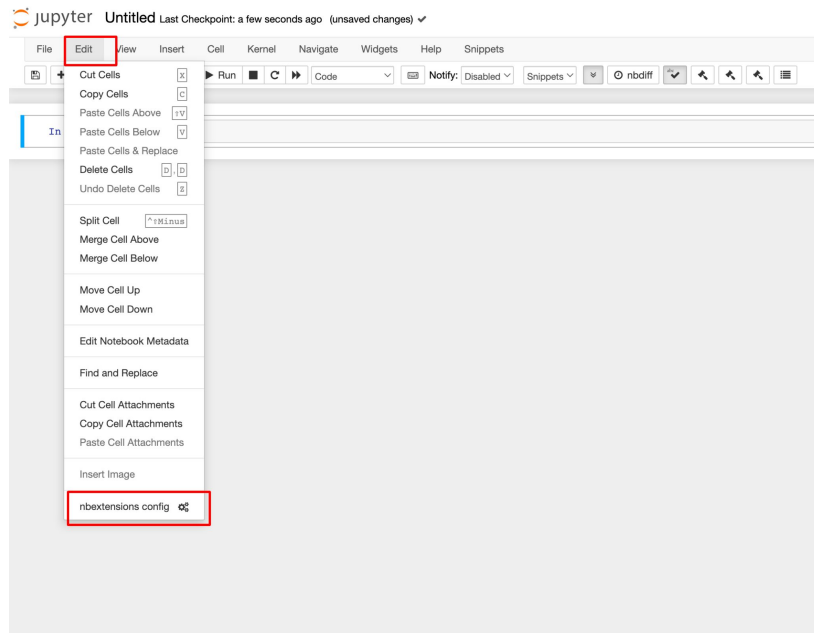 jupyter Untitled Last Checkpoint: a few seconds ago (unsaved changes)
File Edit View Insert Cell Kernel Navigate Widgets Help Snippets
Run Code Notify: Disabled Snippets nbdiff
Cut Cells X
Copy Cells C
Paste Cells Above ⇧V
Paste Cells Below V
In
Paste Cells & Replace
Delete Cells D,D
Undo Delete Cells Z
Split Cell ^⇧Minus
Merge Cell Above
Merge Cell Below
Move Cell Up
Move Cell Down
Edit Notebook Metadata
Find and Replace
Cut Cell Attachments
Copy Cell Attachments
Paste Cell Attachments
Insert Image
nbextensions config